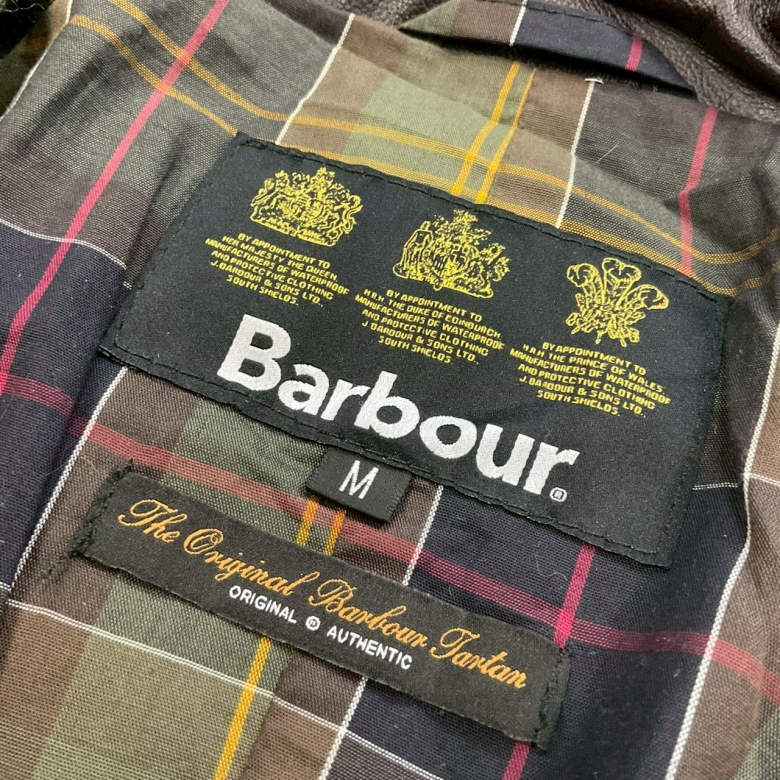 BY APPOINTMENT TO
HER MAJESTY THE QUEEN
MANUFACTURERS OF WATERPROOF
AND PROTECTIVE CLOTHING
J. BARBOUR & SONS LTD.,
SOUTH SHIELDS.
BY APPOINTMENT TO
H.R.H. THE DUKE OF EDINBURGH
MANUFACTURERS OF WATERPROOF
AND PROTECTIVE CLOTHING
J BARBOUR & SONS LTD.,
SOUTH SHIELDS.
BY APPOINTMENT TO
H.R.H. THE PRINCE OF WALES
MANUFACTURERS OF WATERPROOF
AND PROTECTIVE CLOTHING
J. BARBOUR & SONS LTD.
SOUTH SHIELDS.
Barbour®
M
The Original Barbour Tartan
ORIGINAL ® AUTHENTIC